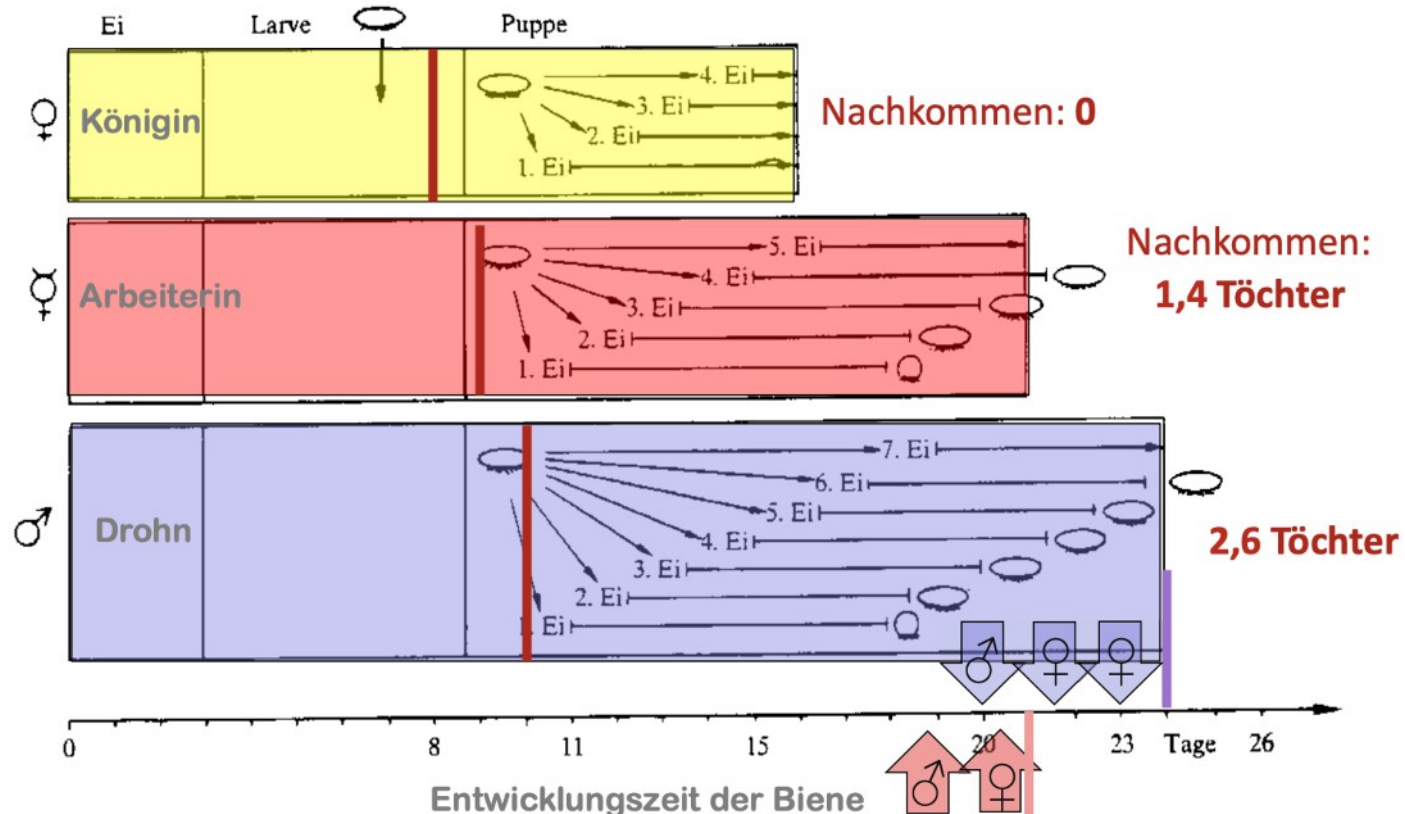 Ei Larve Puppe
Königin
4. Ei
3. Ei
2. Ei
1. Ei
Nachkommen: 0
Arbeiterin
5. Ei
4. Ei
3. Ei
2. Ei
1. Ei
Nachkommen:
1,4 Töchter
Drohn
7. Ei
6. Ei
5. Ei
4. Ei
3. Ei
2. Ei
Ei
2,6 Töchter
0 8 11 15 20 23 Tage 26
Entwicklungszeit der Biene